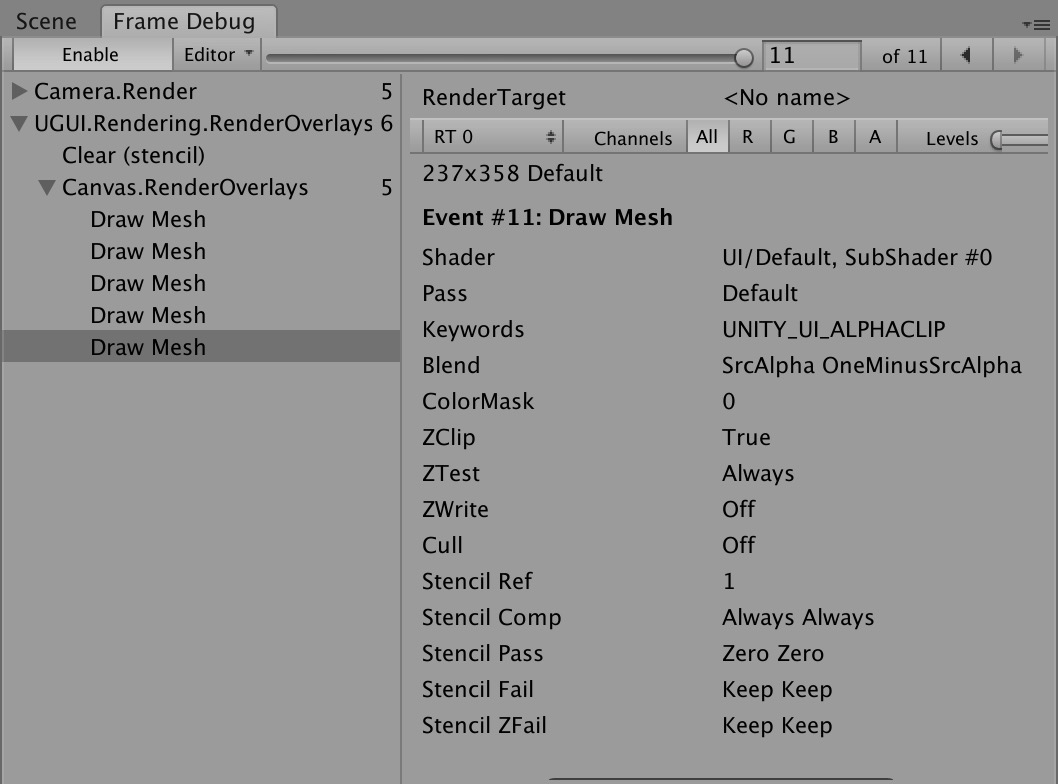 Scene Frame Debug
Enable Editor 11 of 11
Camera.Render 5
UGUI.Rendering.RenderOverlays 6
Clear (stencil)
Canvas.RenderOverlays 5
Draw Mesh
Draw Mesh
Draw Mesh
Draw Mesh
Draw Mesh
RenderTarget <No name>
RT 0 Channels All R G B A Levels
237x358 Default
Event #11: Draw Mesh
Shader UI/Default, SubShader #0
Pass Default
Keywords UNITY_UI_ALPHACLIP
Blend SrcAlpha OneMinusSrcAlpha
ColorMask 0
ZClip True
ZTest Always
ZWrite Off
Cull Off
Stencil Ref 1
Stencil Comp Always Always
Stencil Pass Zero Zero
Stencil Fail Keep Keep
Stencil ZFail Keep Keep